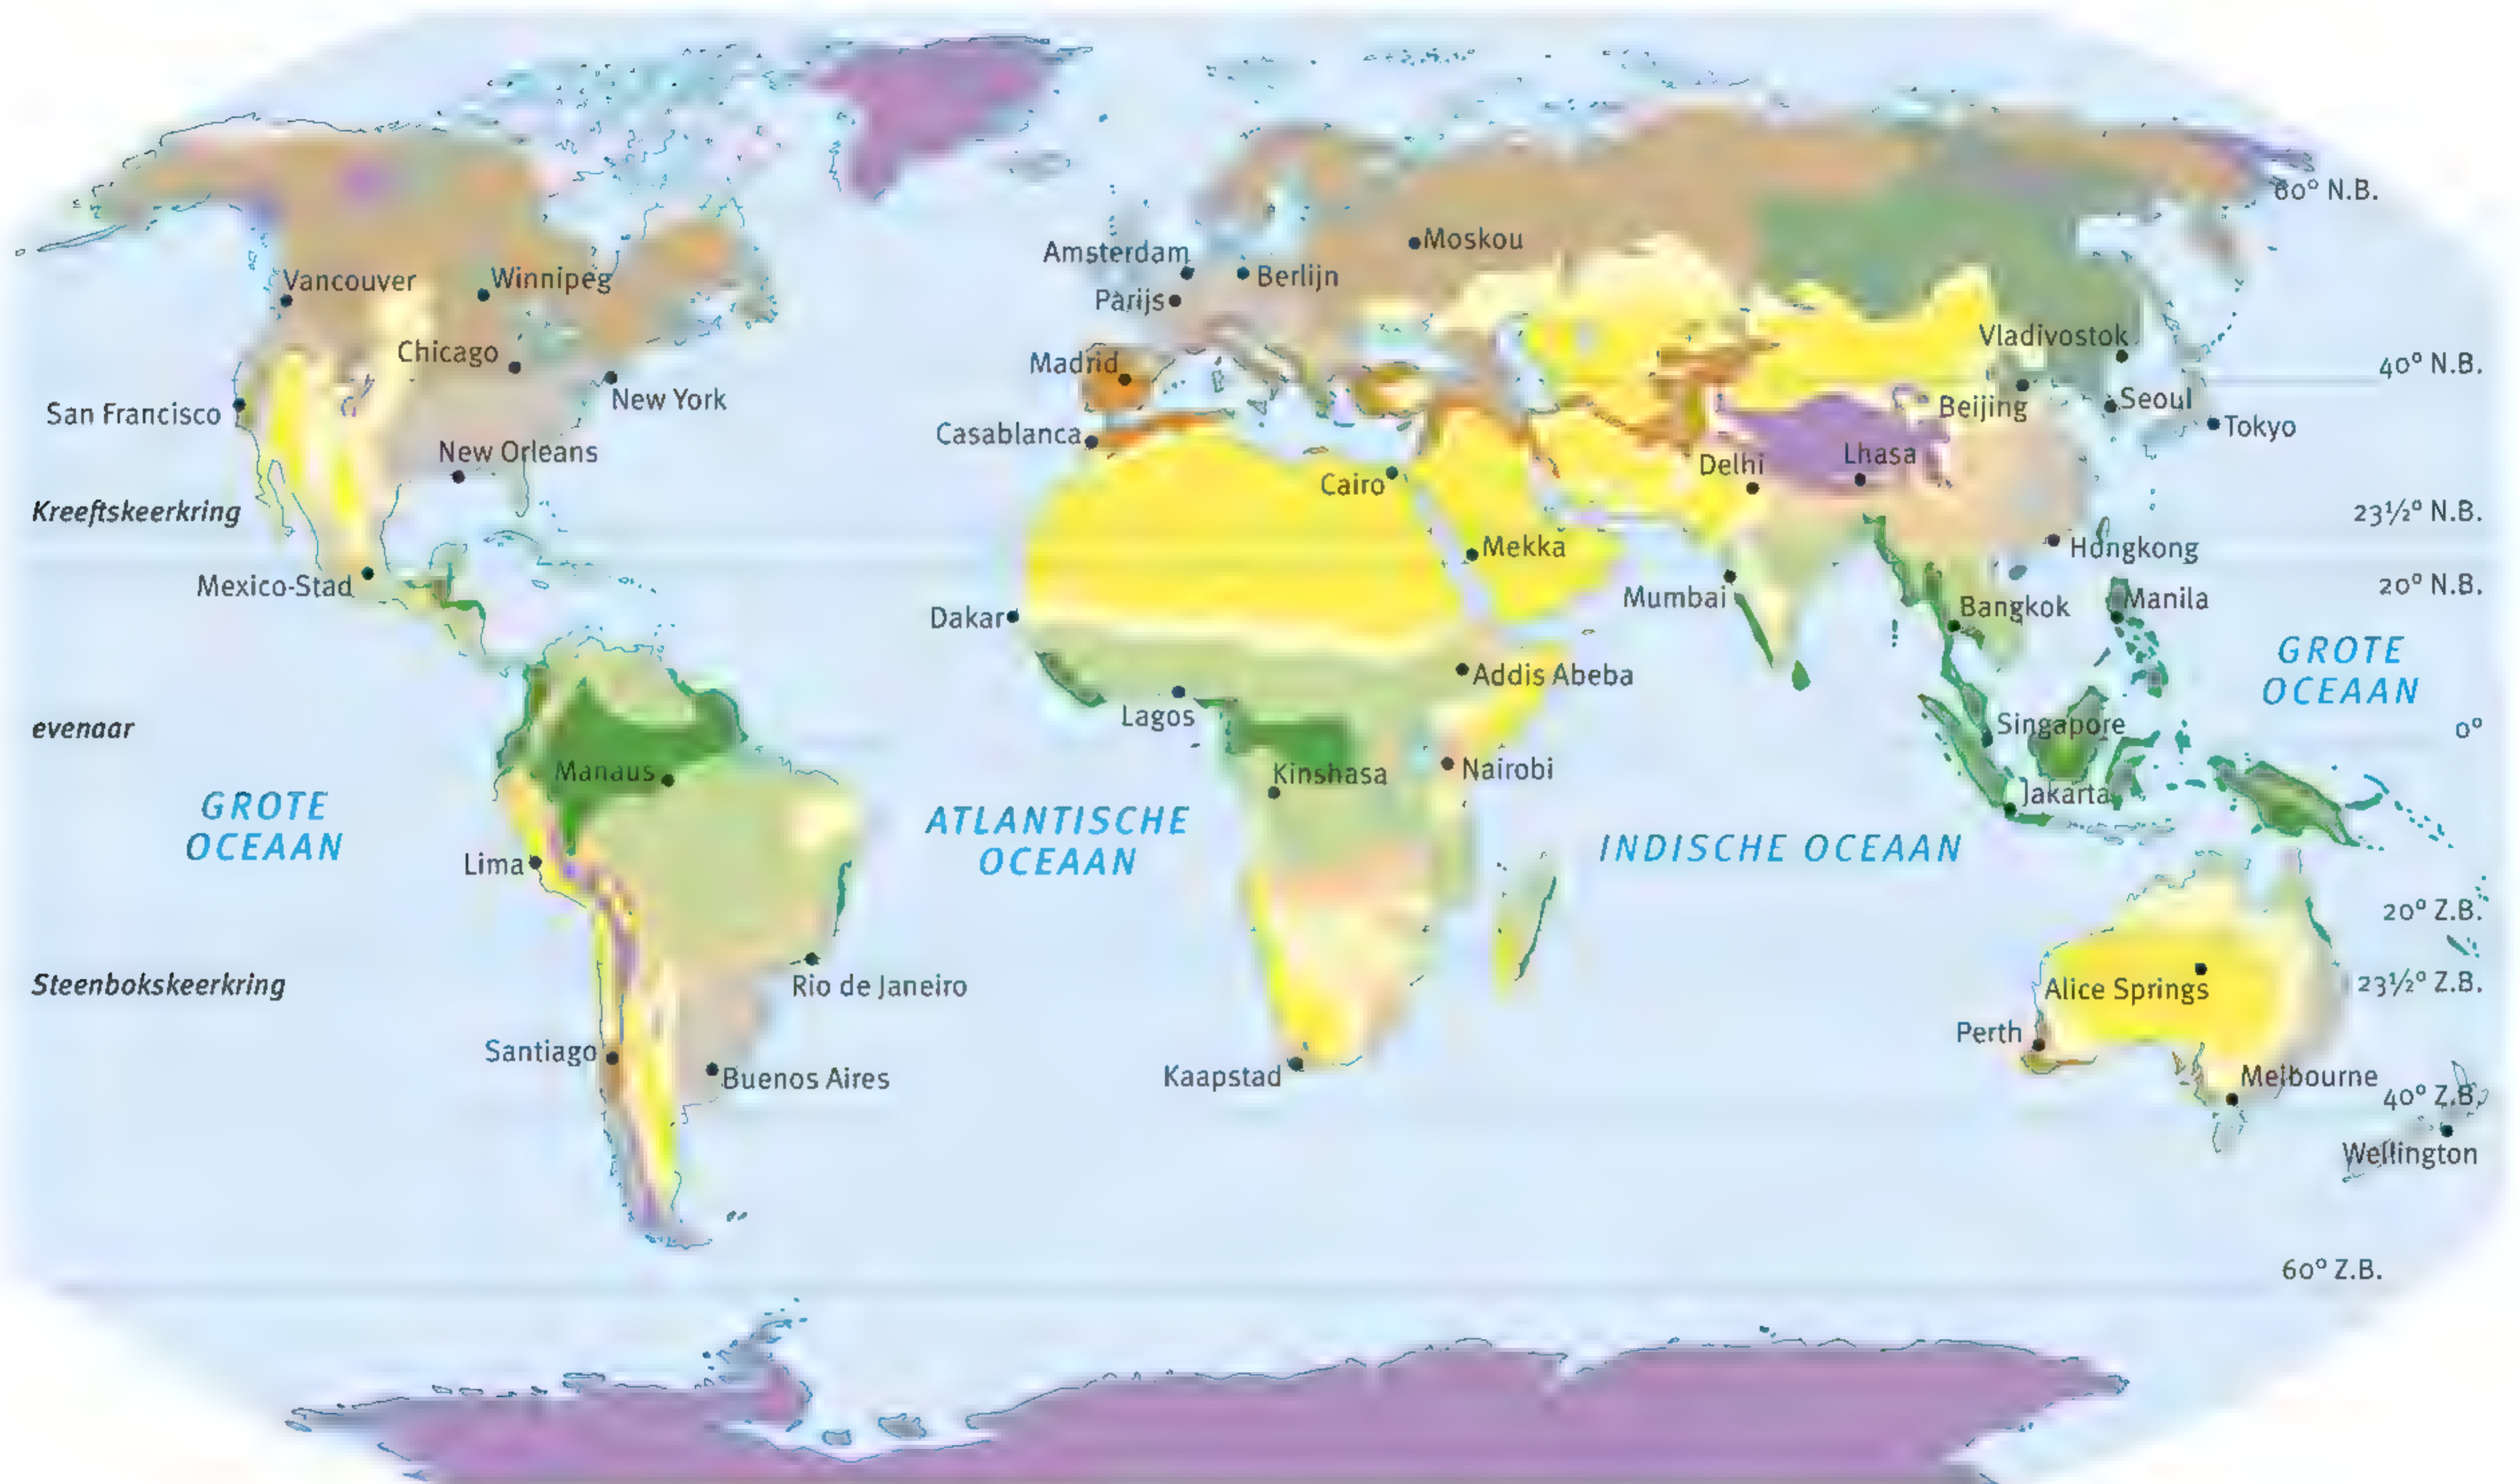 60° N.B.
Amsterdam
Moskou
Berlijn
Parijs
Vancouver
Winnipeg
Chicago
Madrid
Vladivostok
40° N.B.
San Francisco
New York
Casablanca
Beijing
Seoul
Tokyo
New Orleans
Cairo
Delhi
Lhasa
Kreeftskeerkring
23½° N.B.
Mekka
Hongkong
Mexico-Stad
20° N.B.
Dakar
Mumbai
Bangkok
Manila
GROTE
OCEAAN
Addis Abeba
Lagos
evenaar
Singapore
0°
Manaus
Kinshasa
Nairobi
Jakarta
GROTE
OCEAAN
ATLANTISCHE
OCEAAN
INDISCHE OCEAAN
Lima
20° Z.B.
Steenbokskeerkring
Rio de Janeiro
Alice Springs
23½° Z.B.
Perth
Santiago
Buenos Aires
Kaapstad
Melbourne
40° Z.B.
Wellington
60° Z.B.